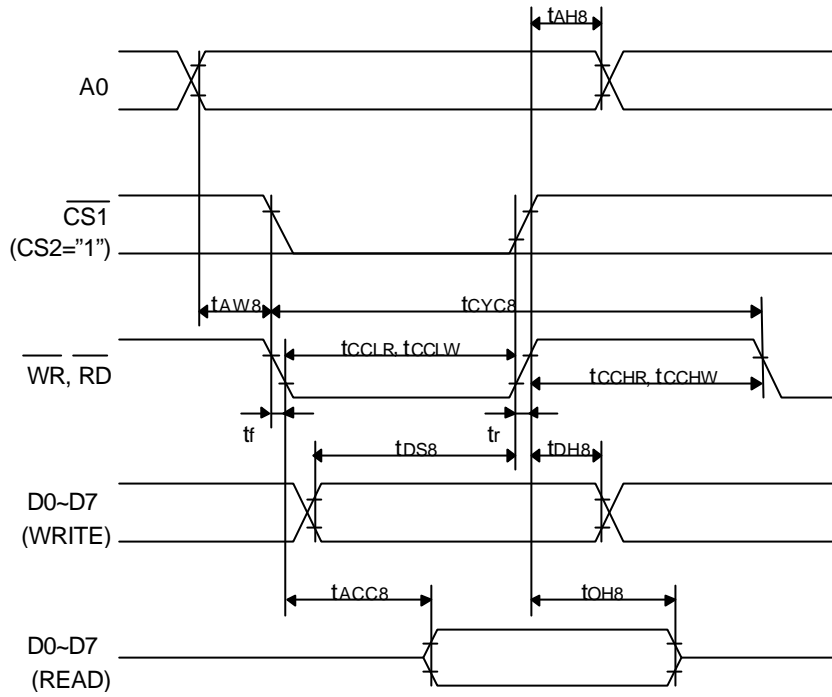 tAH8
A0
CS1
(CS2="1")
tAW8
tCYC8
tCCLR, tCCLW
WR, RD
tCCHR, tCCHW
tf
tr
tDS8
tDH8
D0~D7
(WRITE)
tACC8
tOH8
D0~D7
(READ)